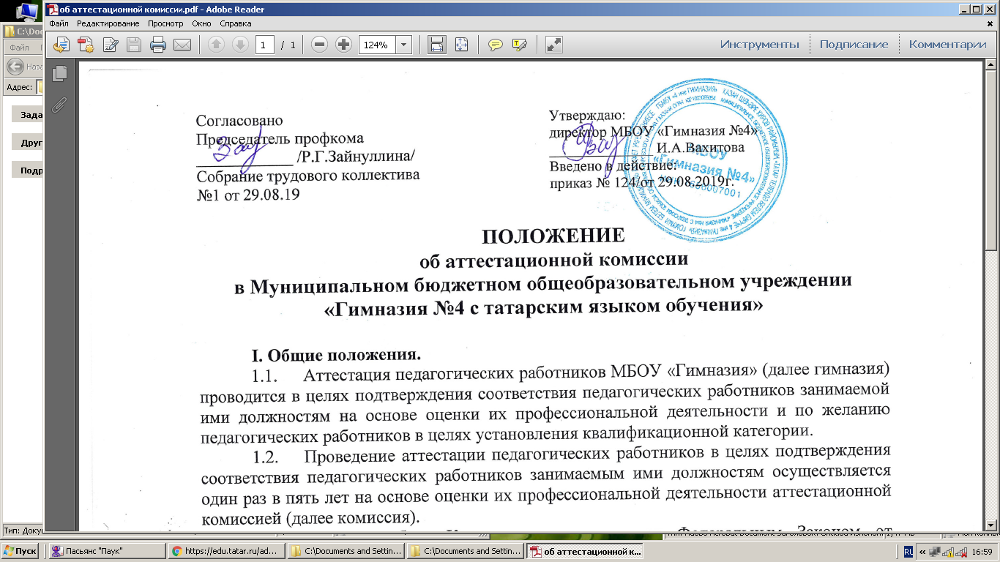 об аттестационной комиссии.pdf - Adobe Reader
Файл Редактирование Просмотр Окно Справка
1 / 1 124% Инструменты Подписание Комментарии
C:\Doc
Файл
Наза
Адрес:
Зада
Друг
Подр
Согласовано
Председатель профкома
____________ /Р.Г.Зайнуллина/
Собрание трудового коллектива
№1 от 29.08.19
Утверждаю:
директор МБОУ «Гимназия №4»
_____________ И.А.Вахитова
Введено в действие:
приказ № 124/от 29.08.2019г.
МБОУ
«Гимназия №4»
ПОЛОЖЕНИЕ
об аттестационной комиссии
в Муниципальном бюджетном общеобразовательном учреждении
«Гимназия №4 с татарским языком обучения»
I. Общие положения.
1.1. Аттестация педагогических работников МБОУ «Гимназия» (далее гимназия)
проводится в целях подтверждения соответствия педагогических работников занимаемой
ими должностям на основе оценки их профессиональной деятельности и по желанию
педагогических работников в целях установления квалификационной категории.
1.2. Проведение аттестации педагогических работников в целях подтверждения
соответствия педагогических работников занимаемым ими должностям осуществляется
один раз в пять лет на основе оценки их профессиональной деятельности аттестационной
комиссией (далее комиссия).
Федеральным Законом от
Тип: Доку
Пуск Пасьянс "Паук" https://edu.tatar.ru/ad... C:\Documents and Settin... C:\Documents and Settin... об аттестационной к... RU « 16:59